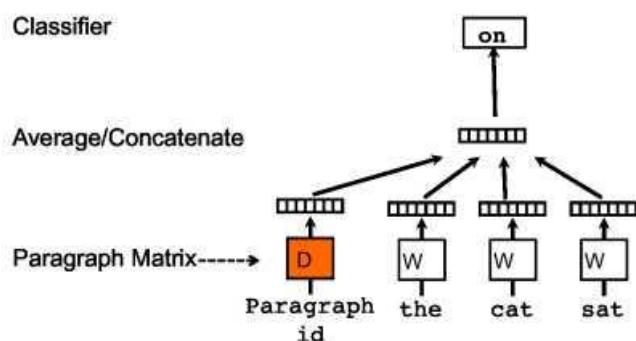 Classifier
on
Average/Concatenate
Paragraph Matrix
D W W W
Paragraph the cat sat
id